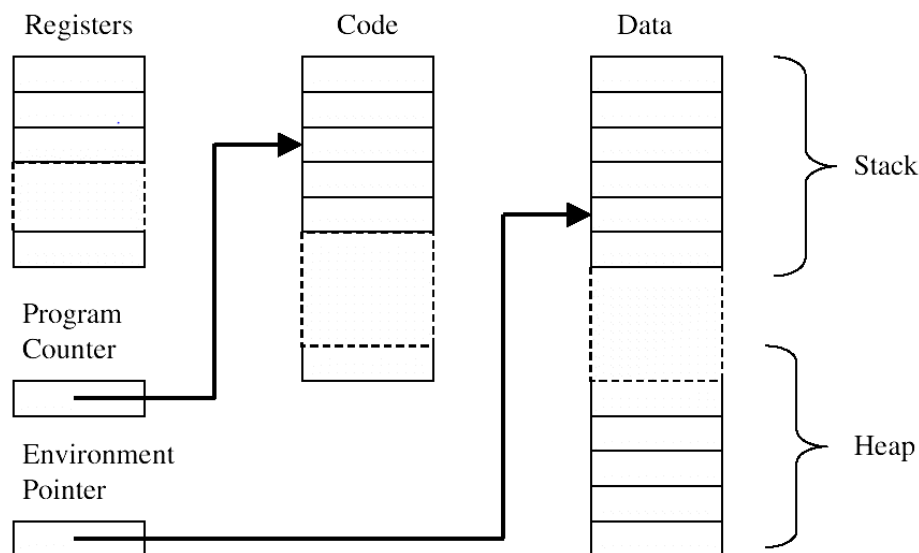 Registers
Code
Data
Stack
Program
Counter
Environment
Pointer
Heap